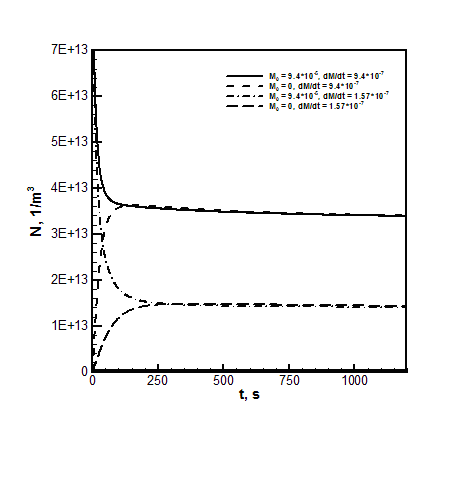 7E+13
6E+13
5E+13
4E+13
3E+13
2E+13
1E+13
0
N, 1/m³
M₀ = 9.4*10⁻⁶, dM/dt = 9.4*10⁻⁷
M₀ = 0, dM/dt = 9.4*10⁻⁷
M₀ = 9.4*10⁻⁶, dM/dt = 1.57*10⁻⁷
M₀ = 0, dM/dt = 1.57*10⁻⁷
0 250 500 750 1000
t, s